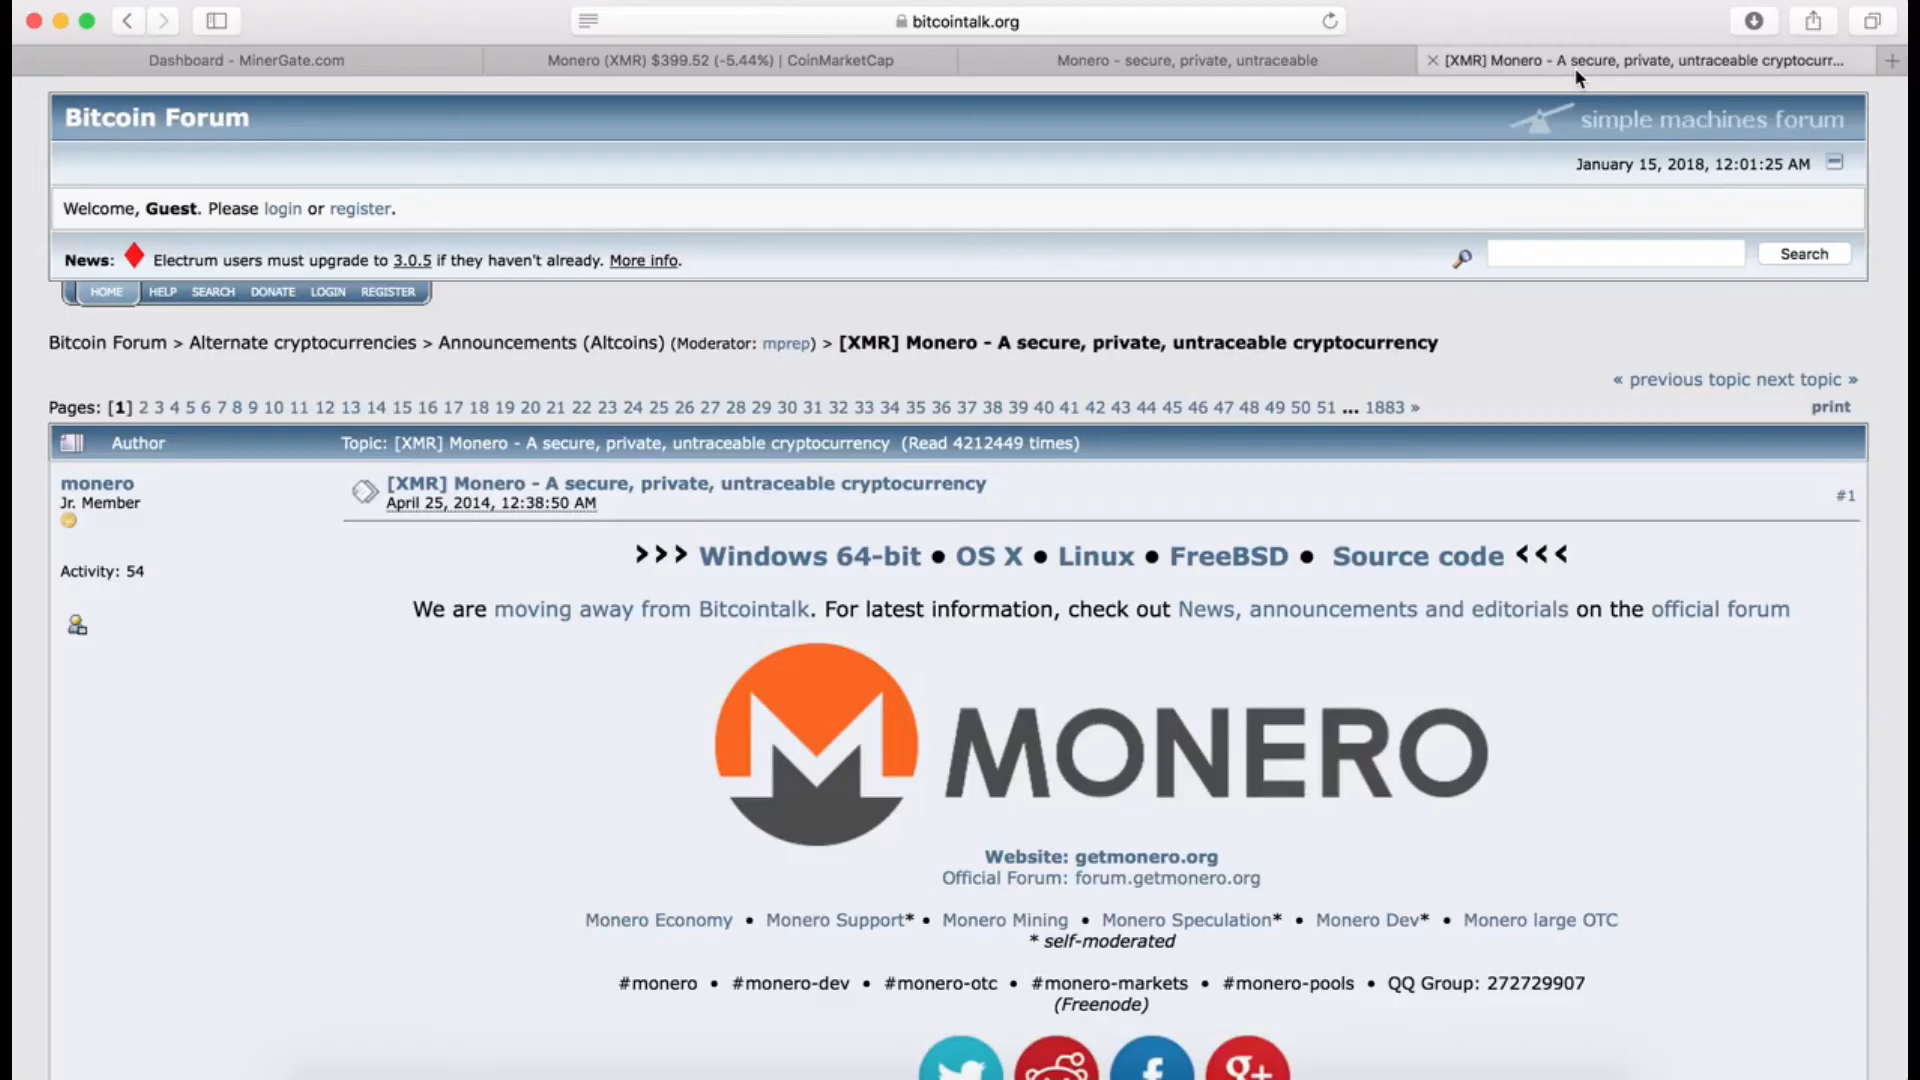 bitcointalk.org
Dashboard - MinerGate.com
Monero (XMR) $399.52 (-5.44%) | CoinMarketCap
Monero - secure, private, untraceable
[XMR] Monero - A secure, private, untraceable cryptocurr...
Bitcoin Forum
simple machines forum
January 15, 2018, 12:01:25 AM
Welcome, Guest. Please login or register.
News: Electrum users must upgrade to 3.0.5 if they haven't already. More info.
Search
HOME HELP SEARCH DONATE LOGIN REGISTER
Bitcoin Forum > Alternate cryptocurrencies > Announcements (Altcoins) (Moderator: mprep) > [XMR] Monero - A secure, private, untraceable cryptocurrency
« previous topic next topic »
Pages: [1] 2 3 4 5 6 7 8 9 10 11 12 13 14 15 16 17 18 19 20 21 22 23 24 25 26 27 28 29 30 31 32 33 34 35 36 37 38 39 40 41 42 43 44 45 46 47 48 49 50 51 ... 1883 »
print
Author
Topic: [XMR] Monero - A secure, private, untraceable cryptocurrency (Read 4212449 times)
monero
Jr. Member
Activity: 54
[XMR] Monero - A secure, private, untraceable cryptocurrency
April 25, 2014, 12:38:50 AM
#1
>>> Windows 64-bit ● OS X ● Linux ● FreeBSD ● Source code <<<
We are moving away from Bitcointalk. For latest information, check out News, announcements and editorials on the official forum
MONERO
Website: getmonero.org
Official Forum: forum.getmonero.org
Monero Economy • Monero Support* • Monero Mining • Monero Speculation* • Monero Dev* • Monero large OTC
* self-moderated
#monero • #monero-dev • #monero-otc • #monero-markets • #monero-pools • QQ Group: 272729907
(Freenode)
f
g+